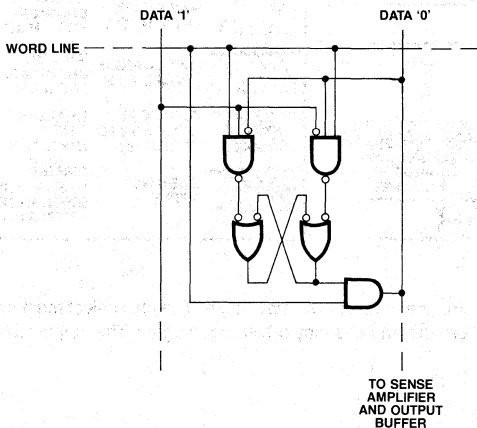 DATA '1'
DATA '0'
WORD LINE
TO SENSE
AMPLIFIER
AND OUTPUT
BUFFER